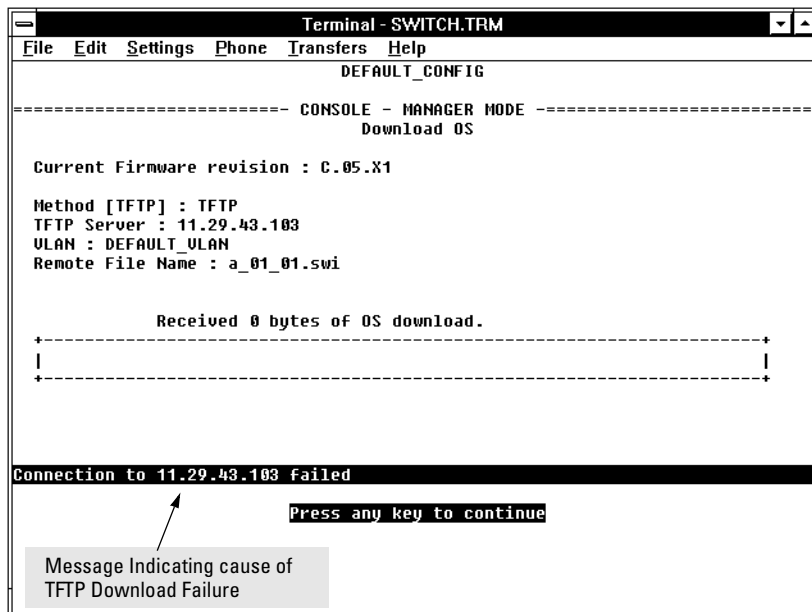 Terminal - SWITCH.TRM
File Edit Settings Phone Transfers Help
DEFAULT_CONFIG
==========================- CONSOLE - MANAGER MODE -==========================
Download OS
Current Firmware revision : C.05.X1
Method [TFTP] : TFTP
TFTP Server : 11.29.43.103
VLAN : DEFAULT_VLAN
Remote File Name : a_01_01.swi
Received 0 bytes of OS download.
Connection to 11.29.43.103 failed
Press any key to continue
Message Indicating cause of
TFTP Download Failure